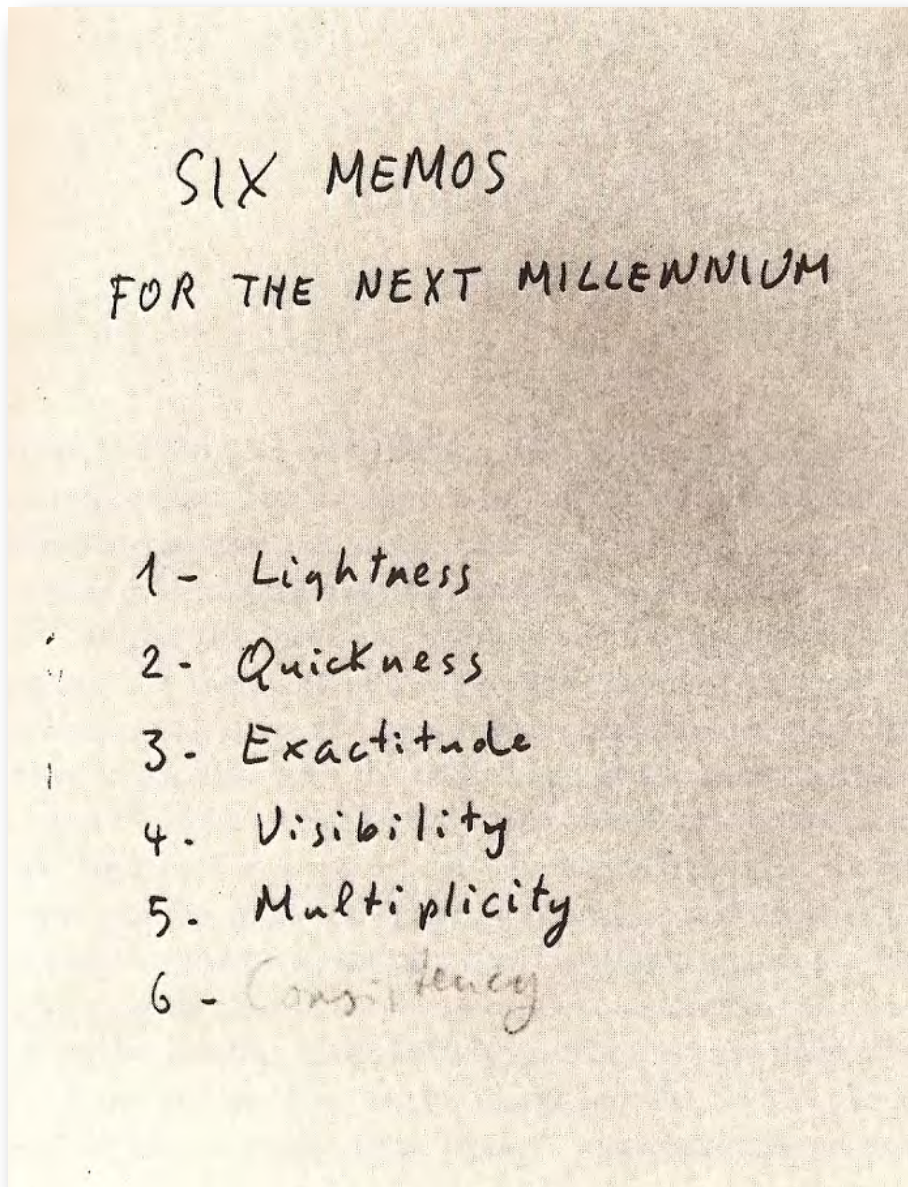 SIX MEMOS
FOR THE NEXT MILLENNIUM
1 - Lightness
2 - Quickness
3 - Exactitude
4. Visibility
5. Multiplicity
6 - Consistency